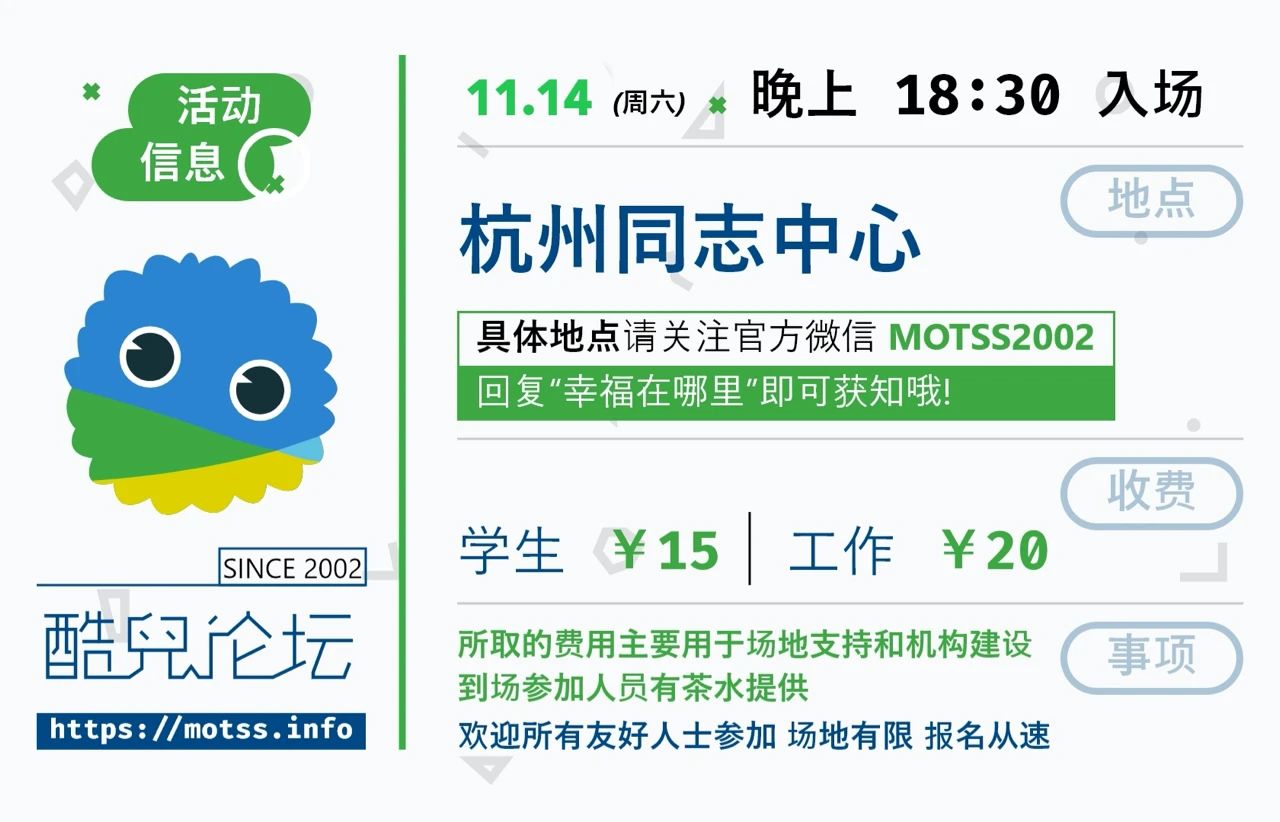 活动
信息
SINCE 2002
酷兒论坛
https://motss.info
11.14 (周六) 晚上 18:30 入场
地点
杭州同志中心
具体地点请关注官方微信 MOTSS2002
回复“幸福在哪里”即可获知哦!
收费
学生 ￥15 | 工作 ￥20
事项
所取的费用主要用于场地支持和机构建设
到场参加人员有茶水提供
欢迎所有友好人士参加 场地有限 报名从速